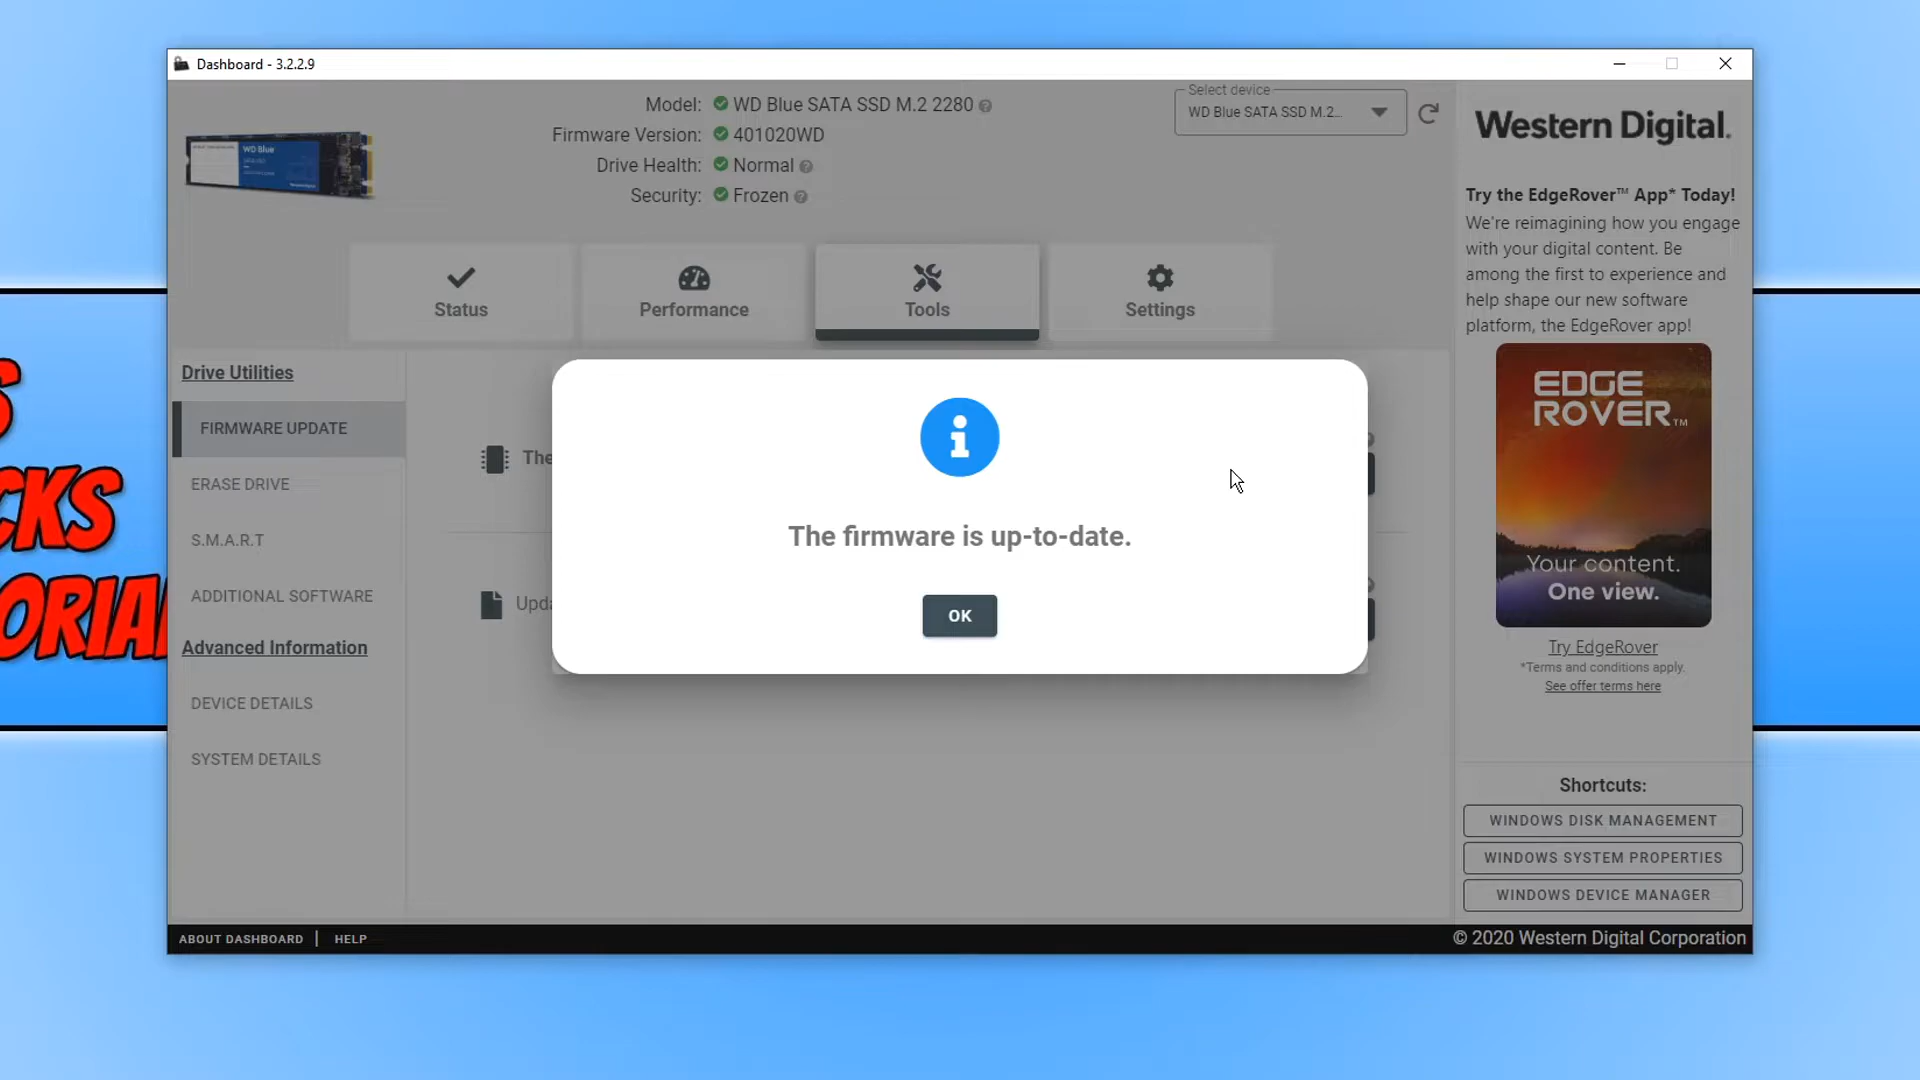 Dashboard - 3.2.2.9
Model: WD Blue SATA SSD M.2 2280
Firmware Version: 401020WD
Drive Health: Normal
Security: Frozen
Select device
WD Blue SATA SSD M.2...
WD Blue
Western Digital.
Try the EdgeRover™ App* Today!
We're reimagining how you engage
with your digital content. Be
among the first to experience and
help shape our new software
platform, the EdgeRover app!
EDGE
ROVER™
Your content.
One view.
Try EdgeRover
*Terms and conditions apply.
See offer terms here
Status
Performance
Tools
Settings
Drive Utilities
FIRMWARE UPDATE
ERASE DRIVE
S.M.A.R.T
ADDITIONAL SOFTWARE
Advanced Information
DEVICE DETAILS
SYSTEM DETAILS
The
Upda
The firmware is up-to-date.
OK
S
CKS
ORIAL
Shortcuts:
WINDOWS DISK MANAGEMENT
WINDOWS SYSTEM PROPERTIES
WINDOWS DEVICE MANAGER
ABOUT DASHBOARD | HELP
© 2020 Western Digital Corporation